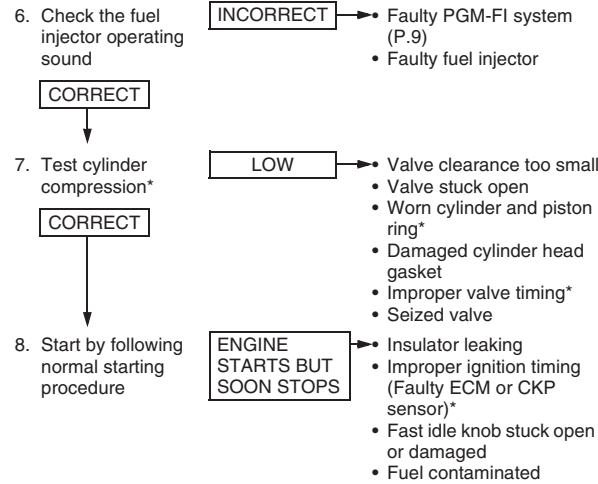 6. Check the fuel
injector operating
sound
INCORRECT
• Faulty PGM-FI system
(P.9)
• Faulty fuel injector
CORRECT
7. Test cylinder
compression*
LOW
• Valve clearance too small
• Valve stuck open
• Worn cylinder and piston
ring*
• Damaged cylinder head
gasket
• Improper valve timing*
• Seized valve
CORRECT
8. Start by following
normal starting
procedure
ENGINE
STARTS BUT
SOON STOPS
• Insulator leaking
• Improper ignition timing
(Faulty ECM or CKP
sensor)*
• Fast idle knob stuck open
or damaged
• Fuel contaminated